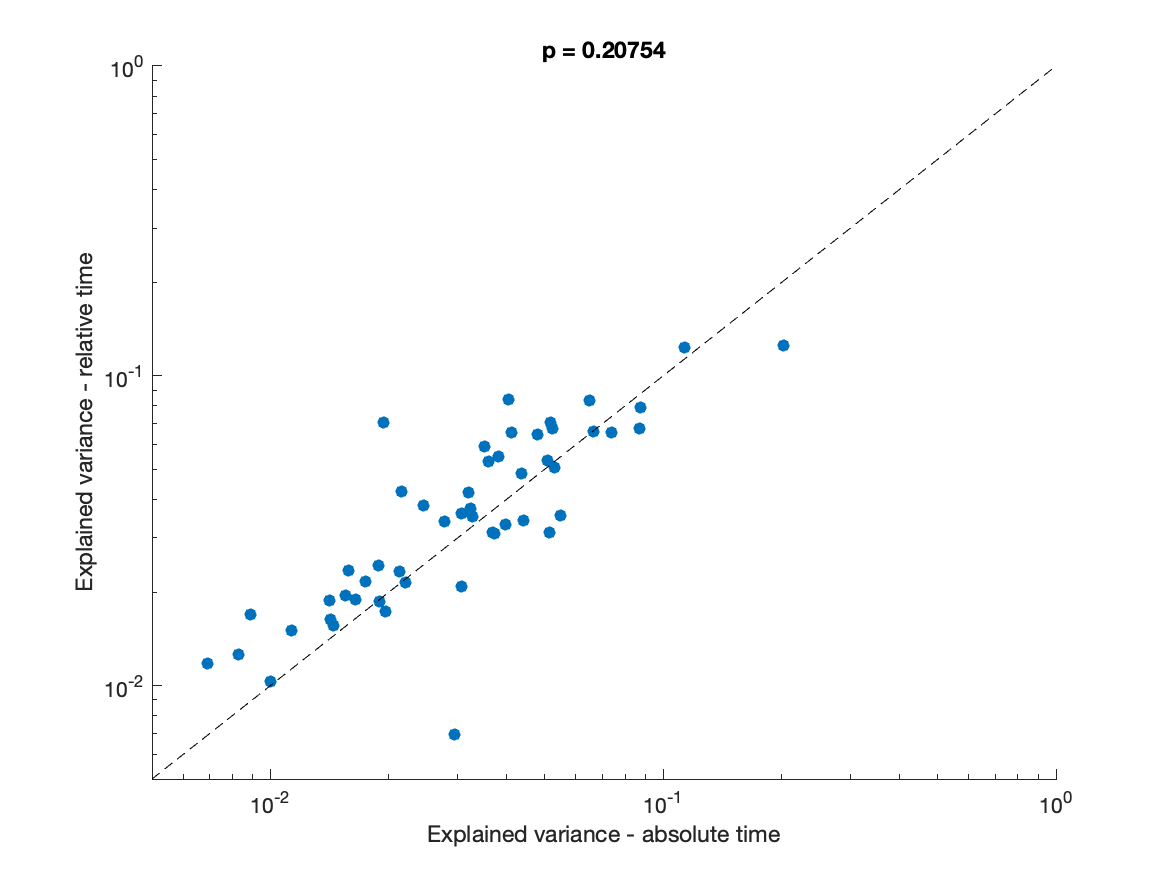 p = 0.20754
10^0
10^-1
10^-2
Explained variance - relative time
10^-2
10^-1
10^0
Explained variance - absolute time